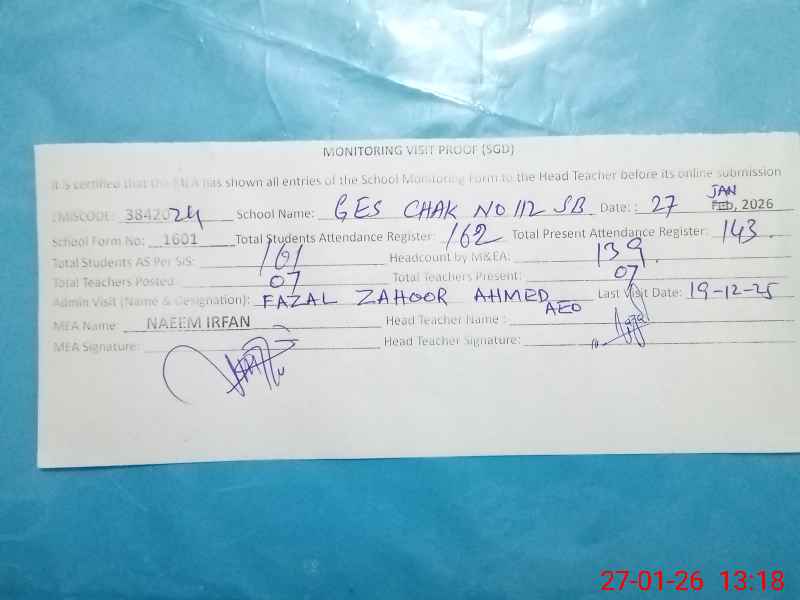 MONITORING VISIT PROOF (SGD)
It is certified that the MEA has shown all entries of the School Monitoring Form to the Head Teacher before its online submission
EMISCODE: 38420 24 School Name: GES CHAK NO 112 SB Date: : 27 JAN Feb, 2026
School Form No: 1601 Total Students Attendance Register: 162 Total Present Attendance Register: 143
Total Students AS Per SIS: 161 Headcount by M&EA: 139
Total Teachers Posted: 07 Total Teachers Present: 07
Admin Visit (Name & Designation): FAZAL ZAHOOR AHMED AEO Last Visit Date: 19-12-25
MEA Name: NAEEM IRFAN Head Teacher Name :
MEA Signature: Head Teacher Signature:
27-01-26 13:18